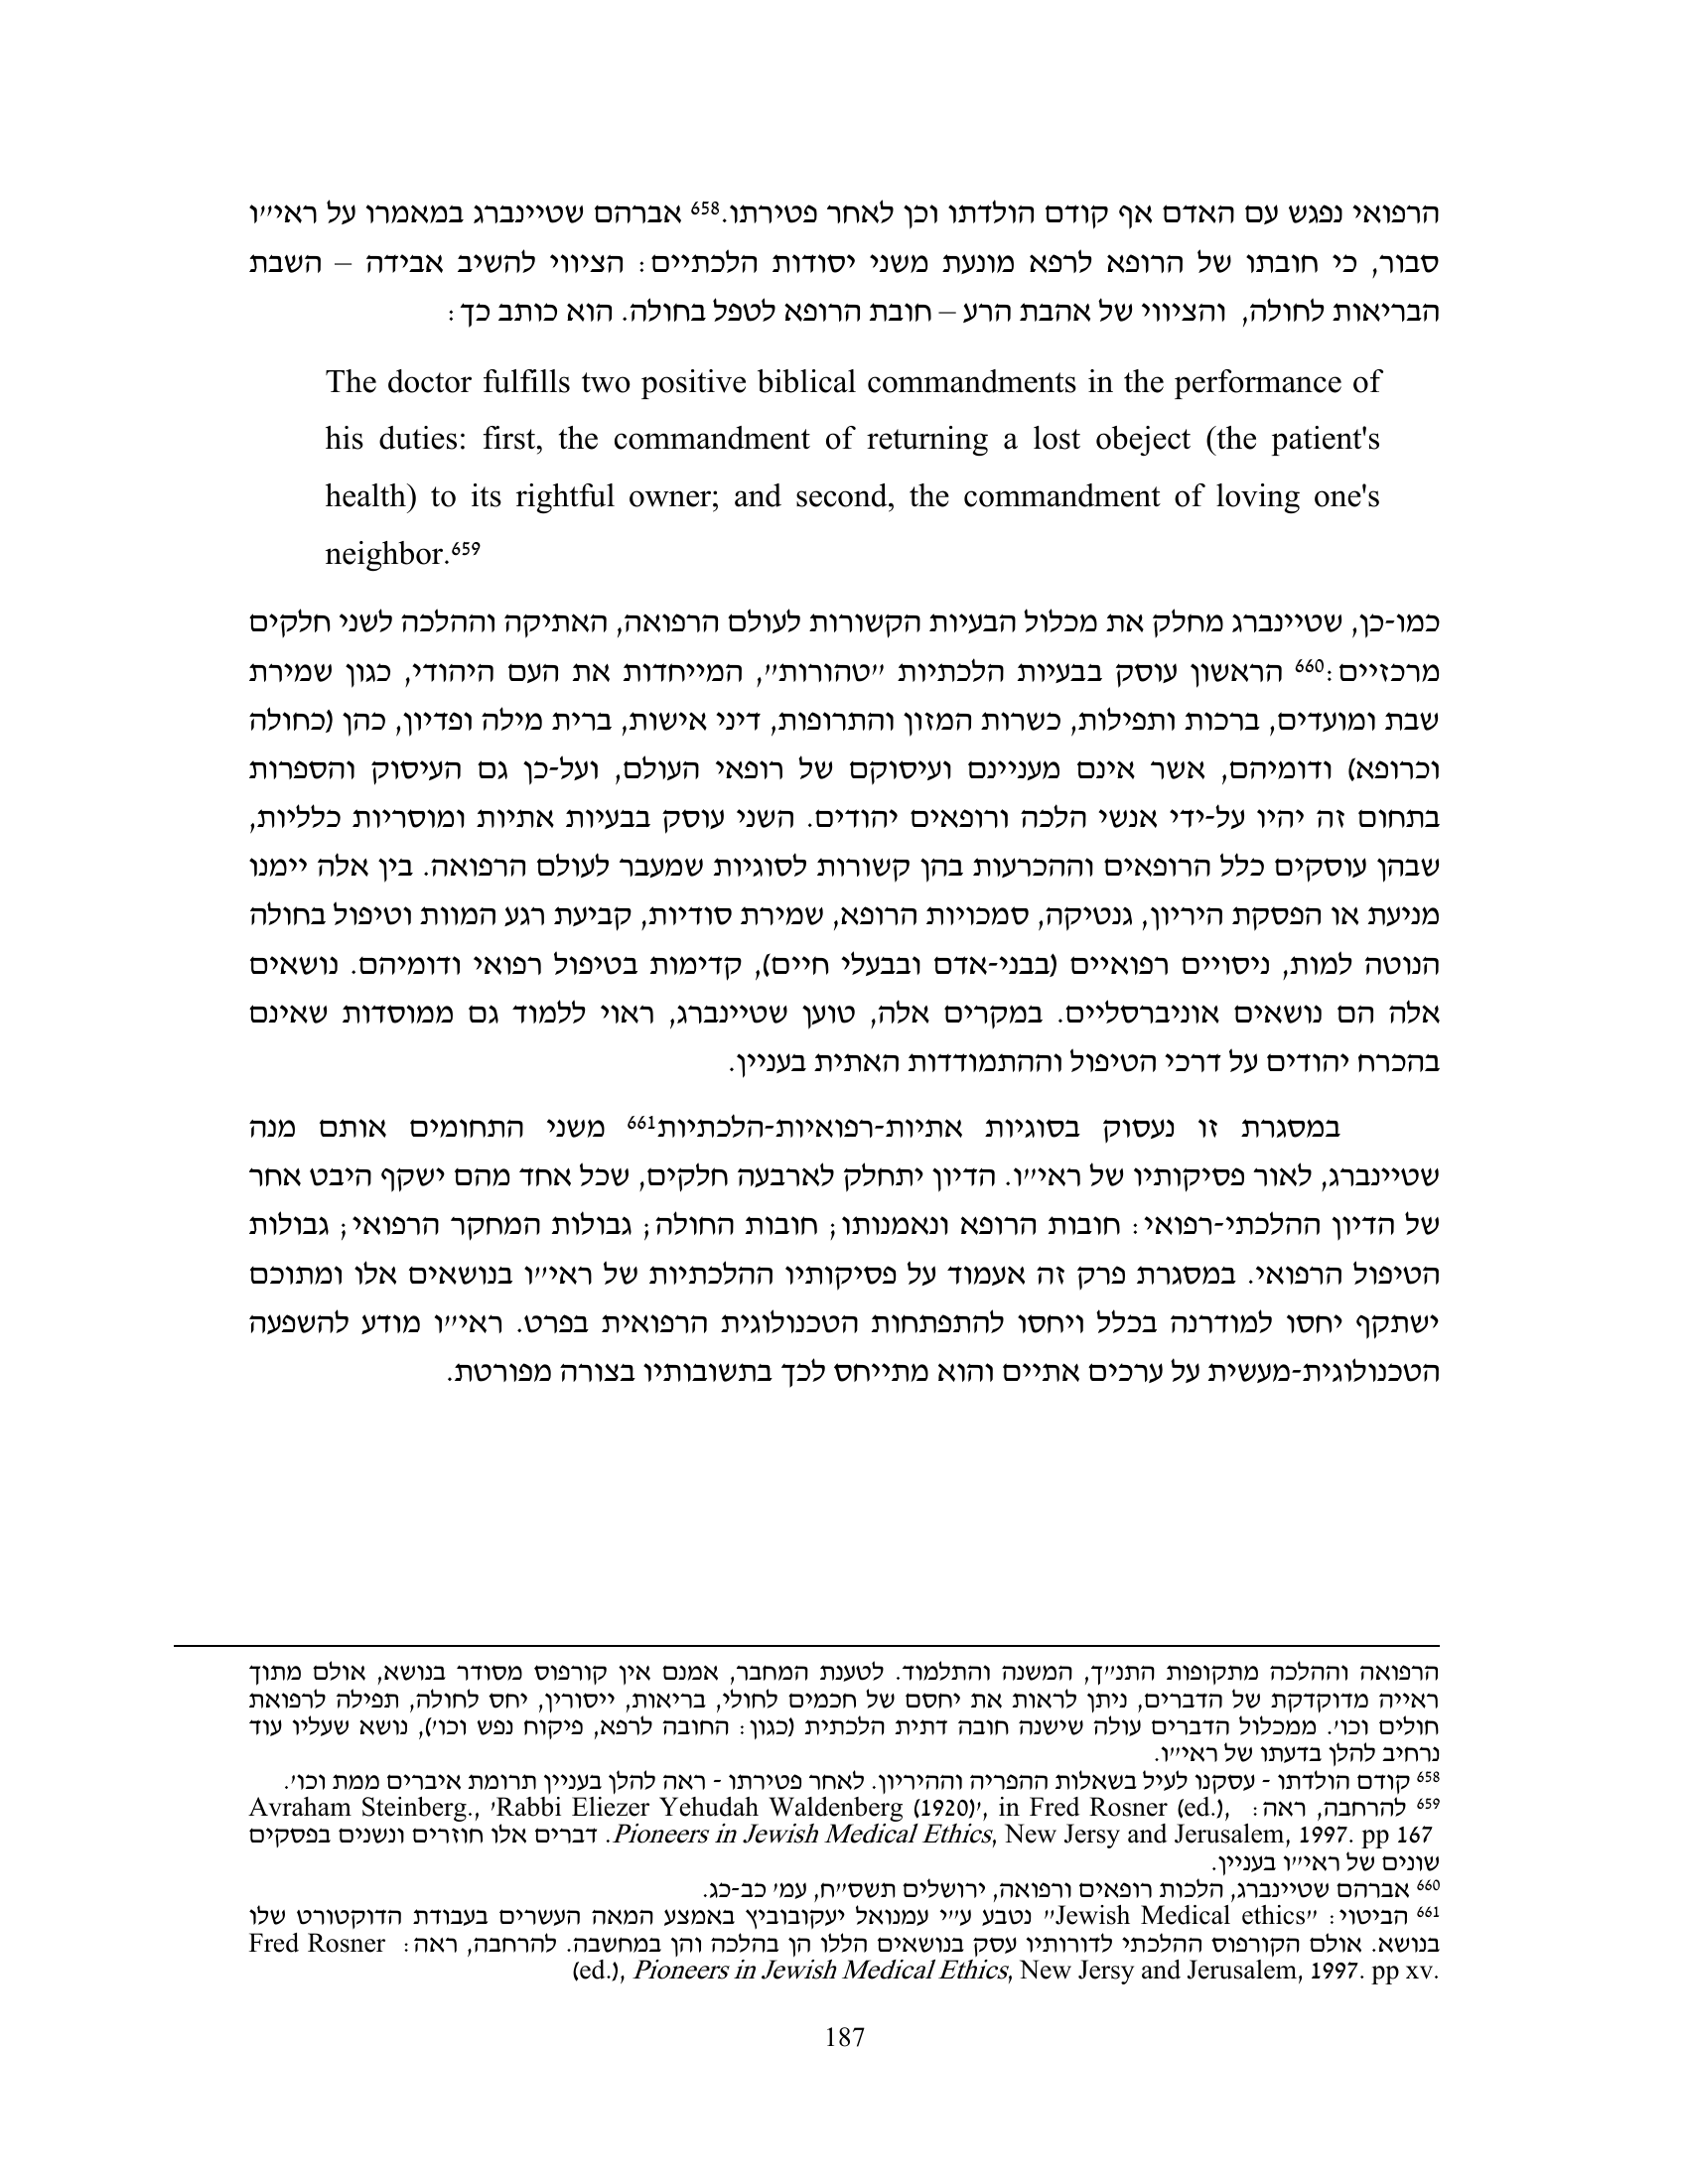 הרפואי נפגש עם האדם אף קודם הולדתו וכן לאחר פטירתו.658 אברהם שטיינברג במאמרו על ראי״ו
סבור, כי חובתו של הרופא לרפא מונעת משני יסודות הלכתיים: הציווי להשיב אבידה – השבת
הבריאות לחולה, והציווי של אהבת הרע – חובת הרופא לטפל בחולה. הוא כותב כך:
The doctor fulfills two positive biblical commandments in the performance of
his duties: first, the commandment of returning a lost obeject (the patient's
health) to its rightful owner; and second, the commandment of loving one's
neighbor.659
כמו-כן, שטיינברג מחלק את מכלול הבעיות הקשורות לעולם הרפואה, האתיקה וההלכה לשני חלקים
מרכזיים:660 הראשון עוסק בבעיות הלכתיות ״טהורות״, המייחדות את העם היהודי, כגון שמירת
שבת ומועדים, ברכות ותפילות, כשרות המזון והתרופות, דיני אישות, ברית מילה ופדיון, כהן (כחולה
וכרופא) ודומיהם, אשר אינם מעניינם ועיסוקם של רופאי העולם, ועל-כן גם העיסוק והספרות
בתחום זה יהיו על-ידי אנשי הלכה ורופאים יהודים. השני עוסק בבעיות אתיות ומוסריות כלליות,
שבהן עוסקים כלל הרופאים וההכרעות בהן קשורות לסוגיות שמעבר לעולם הרפואה. בין אלה יימנו
מניעת או הפסקת היריון, גנטיקה, סמכויות הרופא, שמירת סודיות, קביעת רגע המוות וטיפול בחולה
הנוטה למות, ניסויים רפואיים (בבני-אדם ובבעלי חיים), קדימות בטיפול רפואי ודומיהם. נושאים
אלה הם נושאים אוניברסליים. במקרים אלה, טוען שטיינברג, ראוי ללמוד גם ממוסדות שאינם
בהכרח יהודים על דרכי הטיפול וההתמודדות האתית בעניין.
במסגרת זו נעסוק בסוגיות אתיות-רפואיות-הלכתיות661 משני התחומים אותם מנה
שטיינברג, לאור פסיקותיו של ראי״ו. הדיון יתחלק לארבעה חלקים, שכל אחד מהם ישקף היבט אחר
של הדיון ההלכתי-רפואי: חובות הרופא ונאמנותו; חובות החולה; גבולות המחקר הרפואי; גבולות
הטיפול הרפואי. במסגרת פרק זה אעמוד על פסיקותיו ההלכתיות של ראי״ו בנושאים אלו ומתוכם
ישתקף יחסו למודרנה בכלל ויחסו להתפתחות הטכנולוגית הרפואית בפרט. ראי״ו מודע להשפעה
הטכנולוגית-מעשית על ערכים אתיים והוא מתייחס לכך בתשובותיו בצורה מפורטת.
הרפואה וההלכה מתקופות התנ״ך, המשנה והתלמוד. לטענת המחבר, אמנם אין קורפוס מסודר בנושא, אולם מתוך
ראייה מדוקדקת של הדברים, ניתן לראות את יחסם של חכמים לחולי, בריאות, ייסורין, יחס לחולה, תפילה לרפואת
חולים וכו׳. ממכלול הדברים עולה שישנה חובה דתית הלכתית (כגון: החובה לרפא, פיקוח נפש וכו׳), נושא שעליו עוד
נרחיב להלן בדעתו של ראי״ו.
658 קודם הולדתו - עסקנו לעיל בשאלות ההפריה וההיריון. לאחר פטירתו - ראה להלן בעניין תרומת איברים ממת וכו׳.
659 להרחבה, ראה: Avraham Steinberg., 'Rabbi Eliezer Yehudah Waldenberg (1920)', in Fred Rosner (ed.),
Pioneers in Jewish Medical Ethics, New Jersy and Jerusalem, 1997. pp 167. דברים אלו חוזרים ונשנים בפסקים
שונים של ראי״ו בעניין.
660 אברהם שטיינברג, הלכות רופאים ורפואה, ירושלים תשס״ח, עמ׳ כב-כג.
661 הביטוי: ״Jewish Medical ethics״ נטבע ע״י עמנואל יעקובוביץ באמצע המאה העשרים בעבודת הדוקטורט שלו
בנושא. אולם הקורפוס ההלכתי לדורותיו עסק בנושאים הללו הן בהלכה והן במחשבה. להרחבה, ראה: Fred Rosner
(ed.), Pioneers in Jewish Medical Ethics, New Jersy and Jerusalem, 1997. pp xv.
187